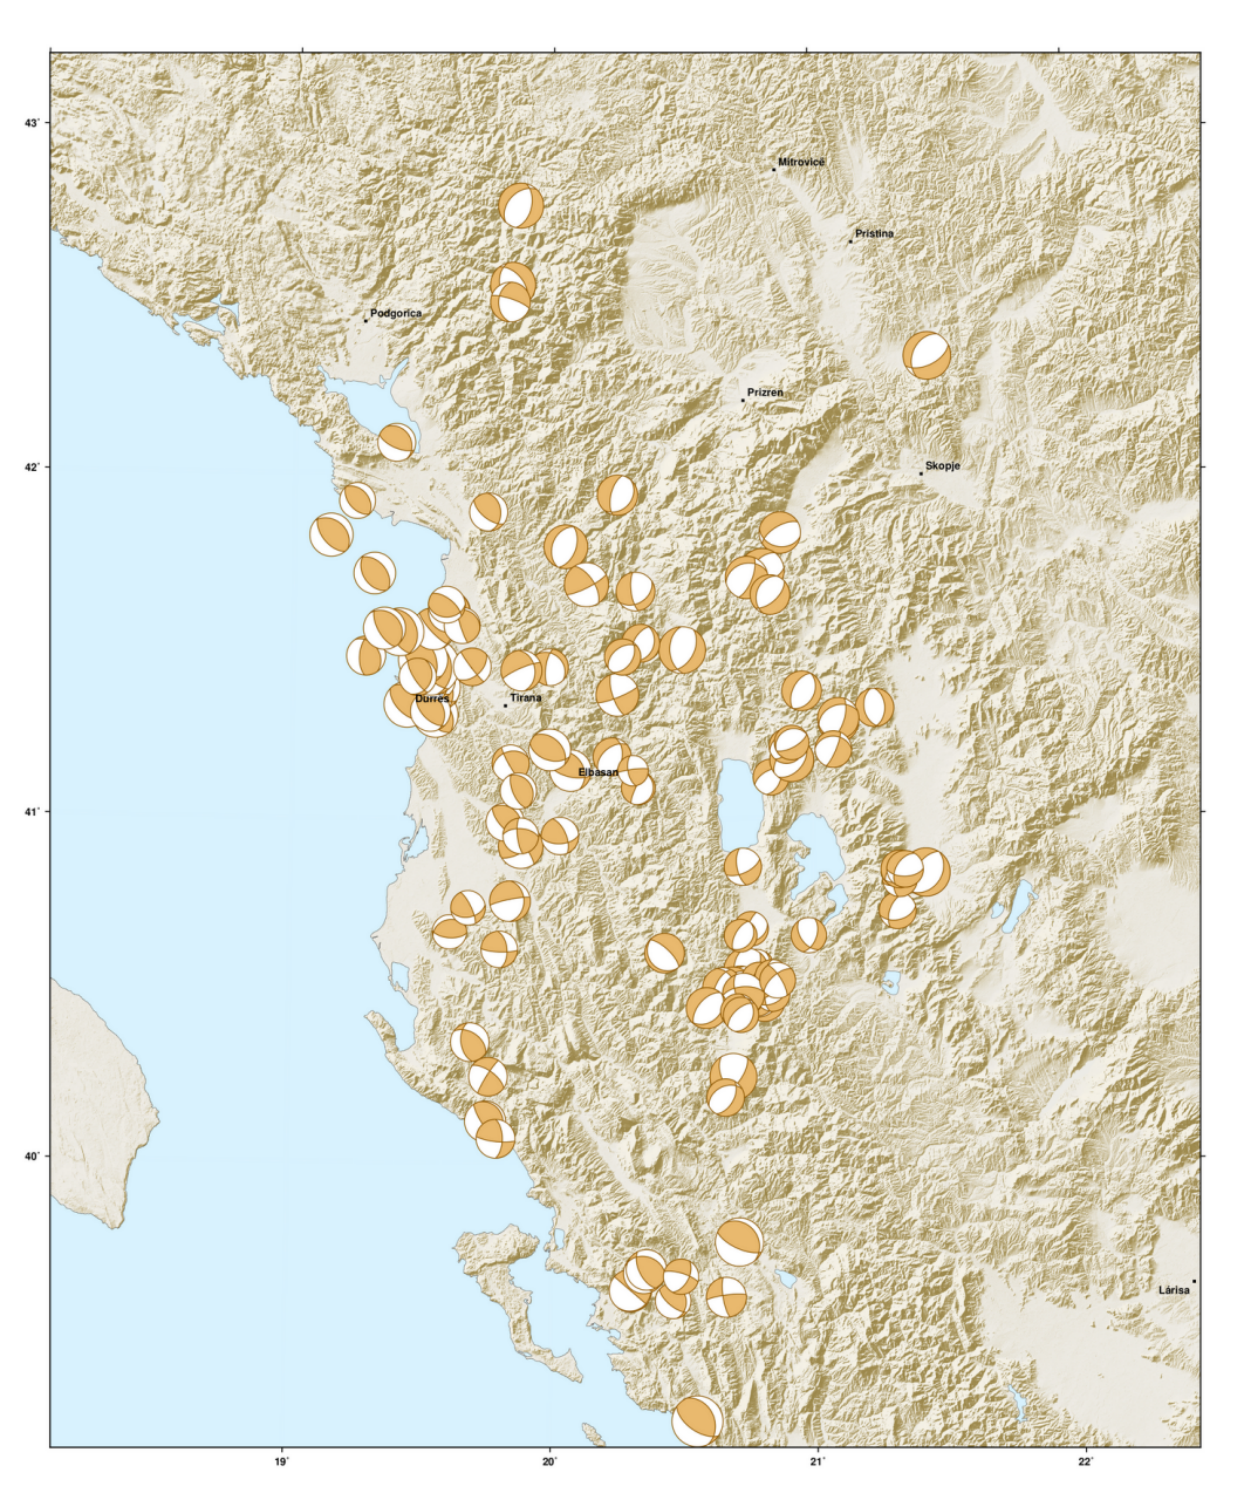 43°
Mitrovicë
Pristina
Podgorica
Prizren
42°
Skopje
Durrës
Tirana
Elbasan
41°
40°
Lárisa
19°
20°
21°
22°